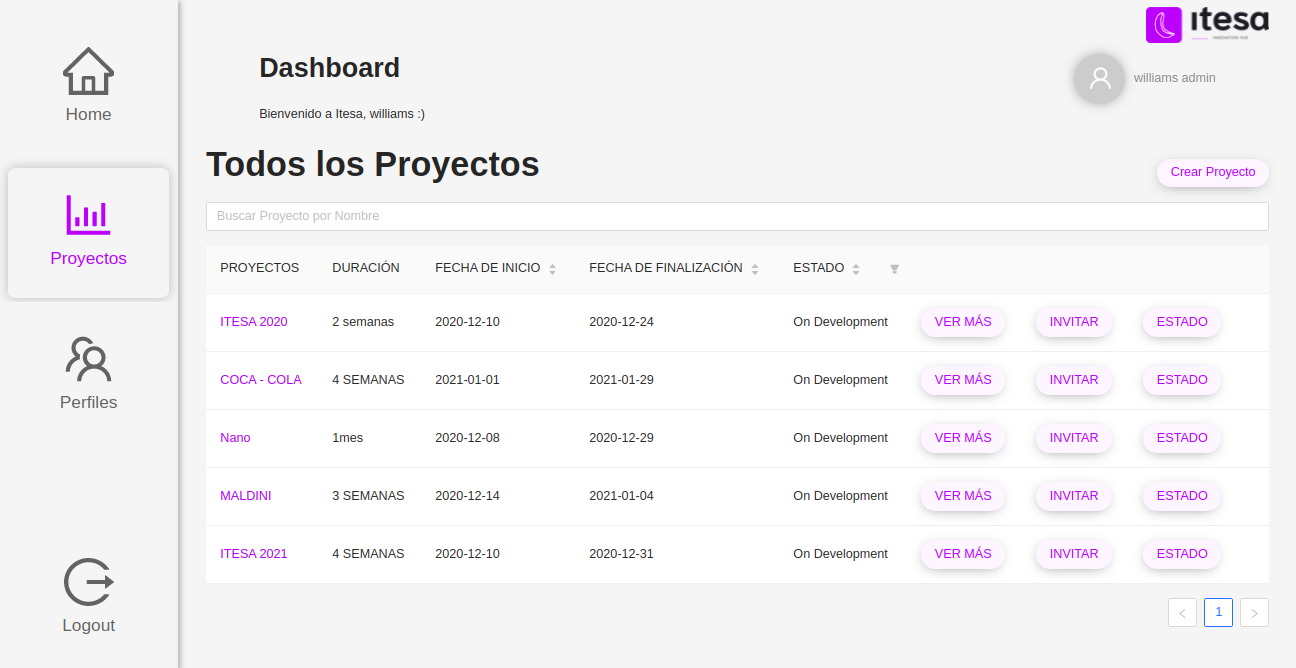 itesa
INNOVATION HUB
Home
Dashboard
williams admin
Bienvenido a Itesa, williams :)
Todos los Proyectos
Crear Proyecto
Proyectos
Buscar Proyecto por Nombre
PROYECTOS DURACIÓN FECHA DE INICIO FECHA DE FINALIZACIÓN ESTADO
ITESA 2020 2 semanas 2020-12-10 2020-12-24 On Development VER MÁS INVITAR ESTADO
COCA - COLA 4 SEMANAS 2021-01-01 2021-01-29 On Development VER MÁS INVITAR ESTADO
Perfiles
Nano 1mes 2020-12-08 2020-12-29 On Development VER MÁS INVITAR ESTADO
MALDINI 3 SEMANAS 2020-12-14 2021-01-04 On Development VER MÁS INVITAR ESTADO
ITESA 2021 4 SEMANAS 2020-12-10 2020-12-31 On Development VER MÁS INVITAR ESTADO
< 1 >
Logout